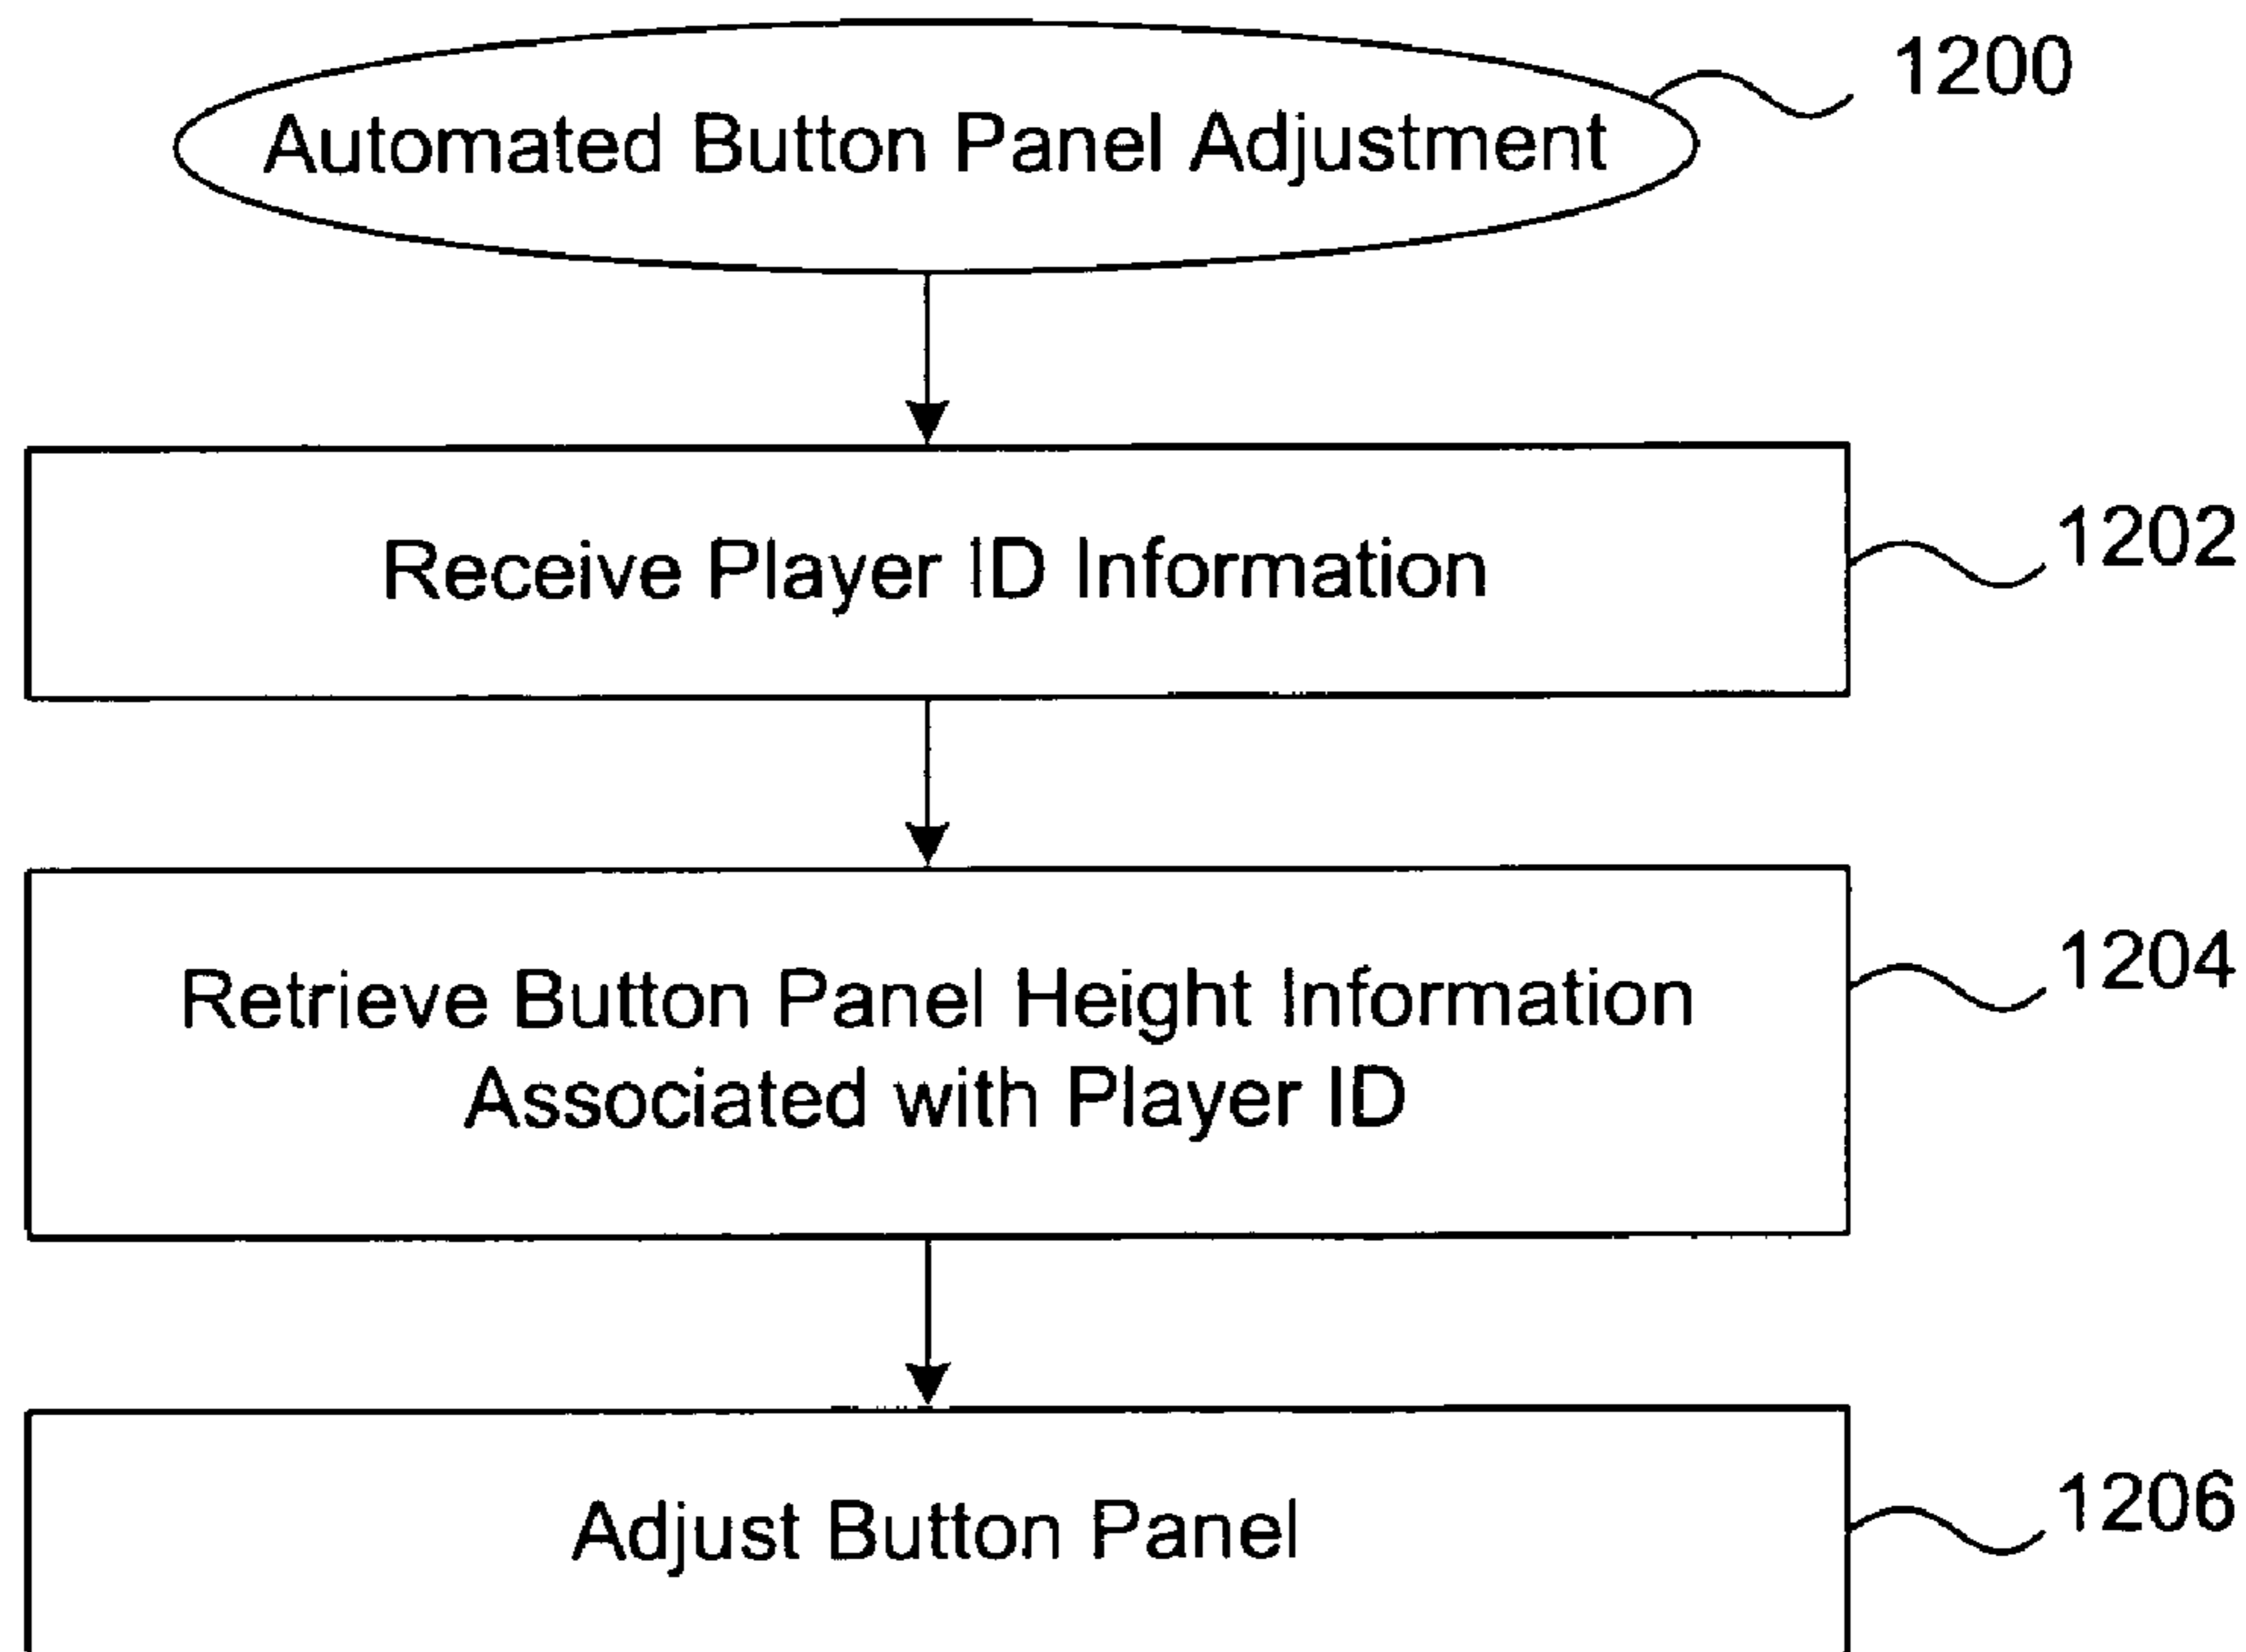 1200
Automated Button Panel Adjustment
Receive Player ID Information
1202
Retrieve Button Panel Height Information
Associated with Player ID
1204
Adjust Button Panel
1206